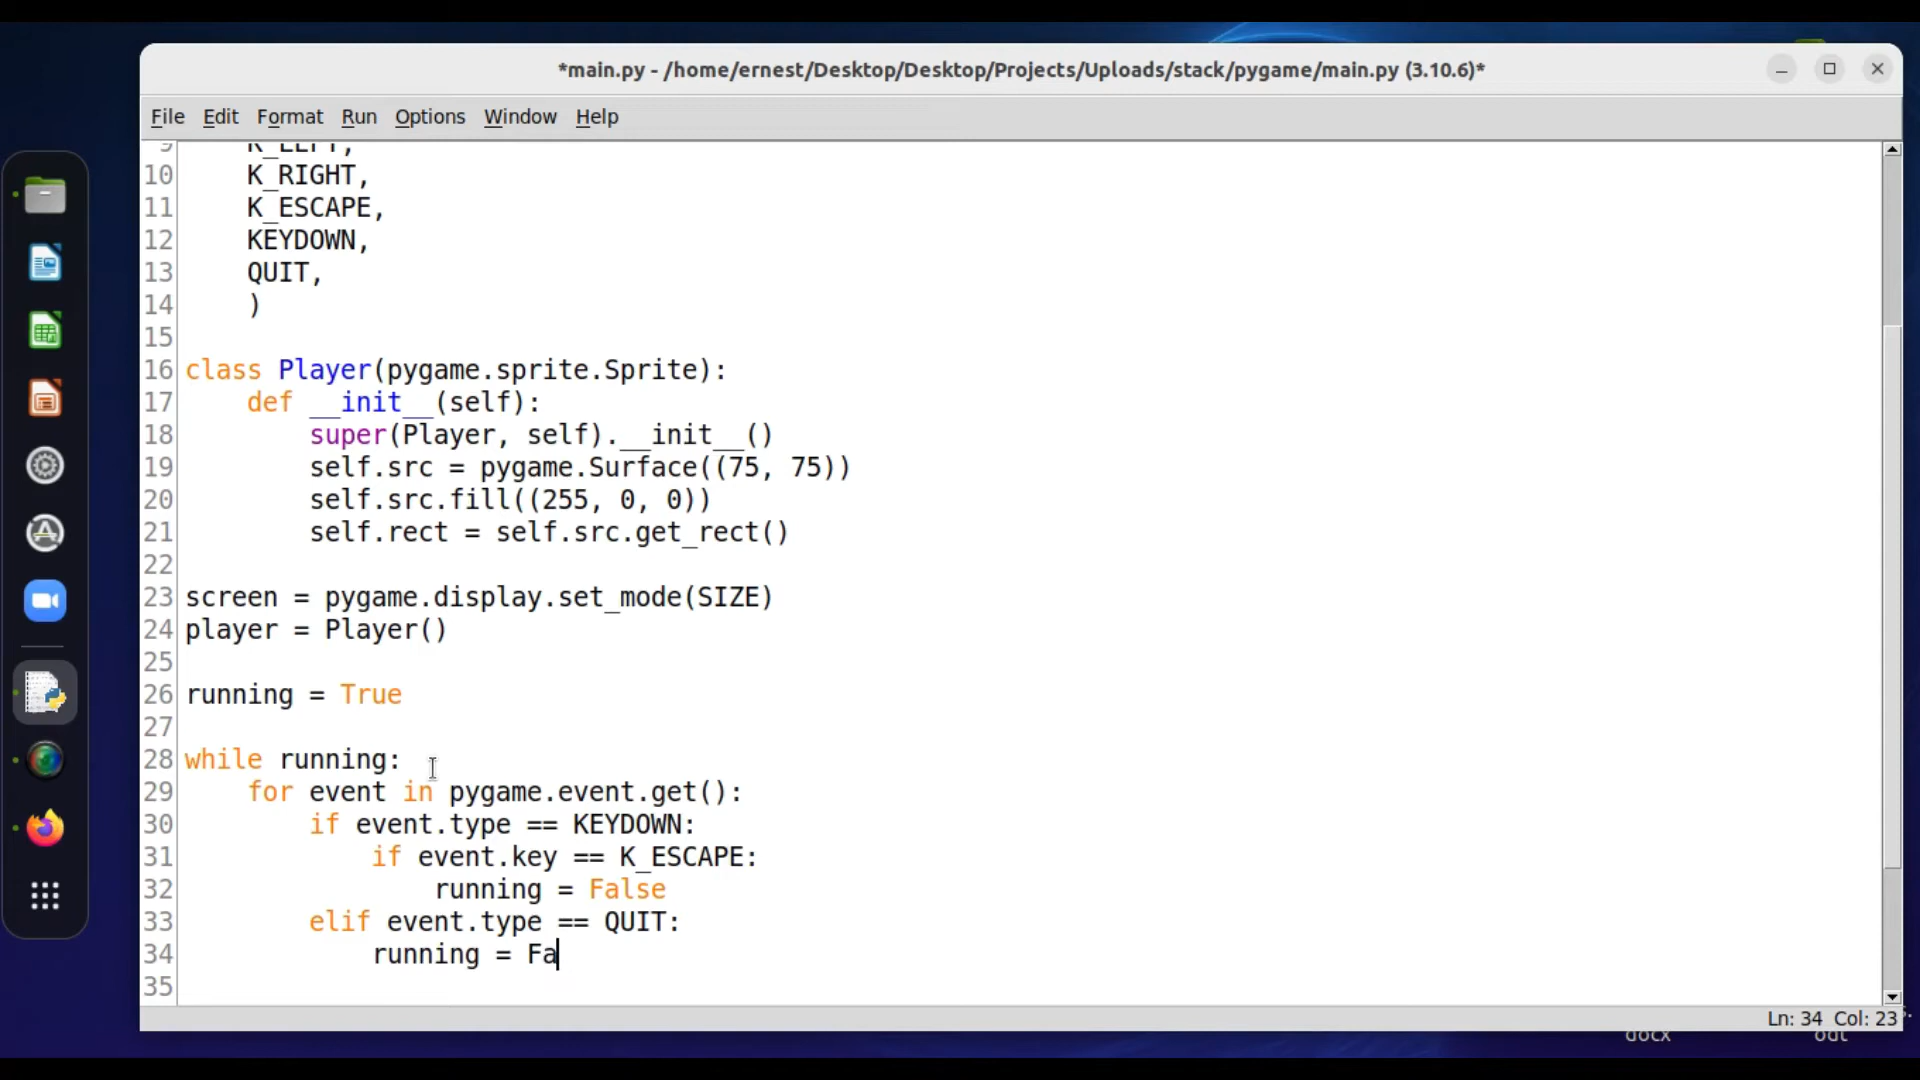 *main.py - /home/ernest/Desktop/Desktop/Projects/Uploads/stack/pygame/main.py (3.10.6)*
File Edit Format Run Options Window Help
9 K_LEFT,
10 K_RIGHT,
11 K_ESCAPE,
12 KEYDOWN,
13 QUIT,
14 )
15
16 class Player(pygame.sprite.Sprite):
17 def __init__(self):
18 super(Player, self).__init__()
19 self.src = pygame.Surface((75, 75))
20 self.src.fill((255, 0, 0))
21 self.rect = self.src.get_rect()
22
23 screen = pygame.display.set_mode(SIZE)
24 player = Player()
25
26 running = True
27
28 while running:
29 for event in pygame.event.get():
30 if event.type == KEYDOWN:
31 if event.key == K_ESCAPE:
32 running = False
33 elif event.type == QUIT:
34 running = Fa
35
Ln: 34 Col: 23
docx odt